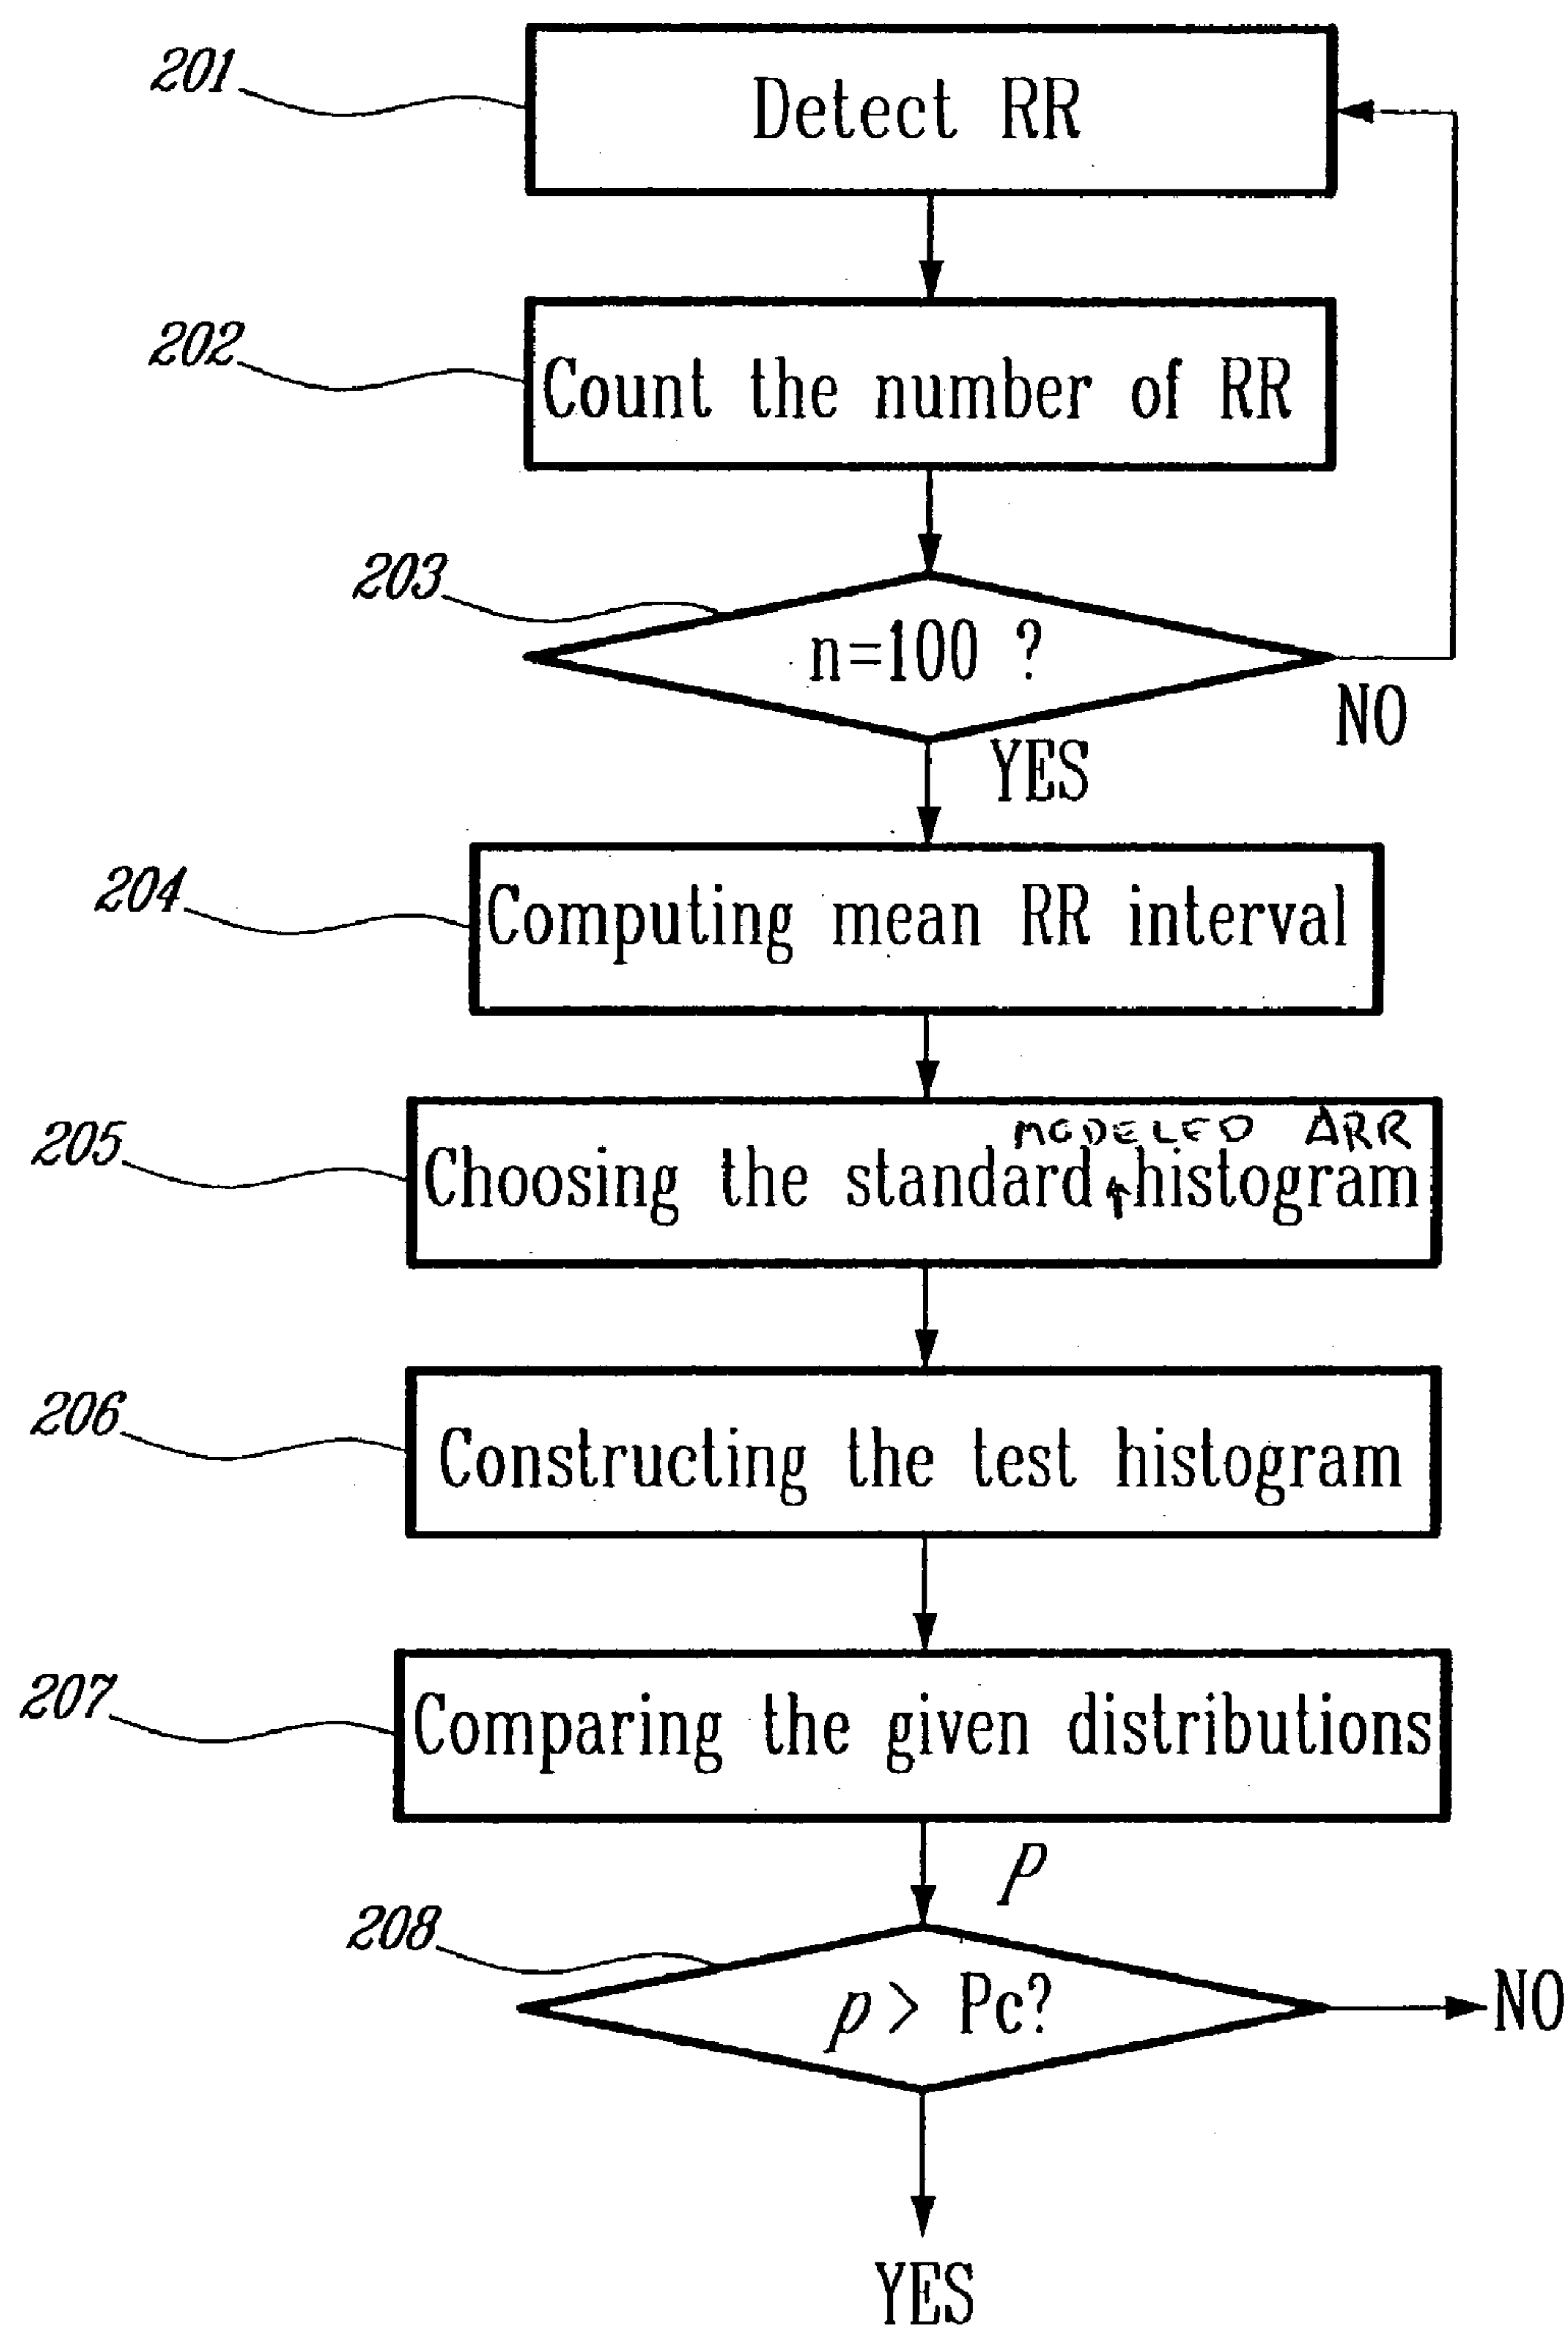 201
Detect RR
202
Count the number of RR
203
n=100 ?
NO
YES
204
Computing mean RR interval
205
MODELED ΔRR
Choosing the standard histogram
206
Constructing the test histogram
207
Comparing the given distributions
p
208
p > Pc?
NO
YES